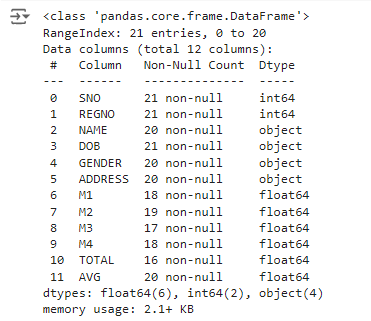 <class 'pandas.core.frame.DataFrame'>
RangeIndex: 21 entries, 0 to 20
Data columns (total 12 columns):
 #   Column   Non-Null Count  Dtype
---  ------   --------------  -----
 0   SNO      21 non-null     int64
 1   REGNO    21 non-null     int64
 2   NAME     20 non-null     object
 3   DOB      21 non-null     object
 4   GENDER   20 non-null     object
 5   ADDRESS  20 non-null     object
 6   M1       18 non-null     float64
 7   M2       19 non-null     float64
 8   M3       17 non-null     float64
 9   M4       18 non-null     float64
 10  TOTAL    16 non-null     float64
 11  AVG      20 non-null     float64
dtypes: float64(6), int64(2), object(4)
memory usage: 2.1+ KB